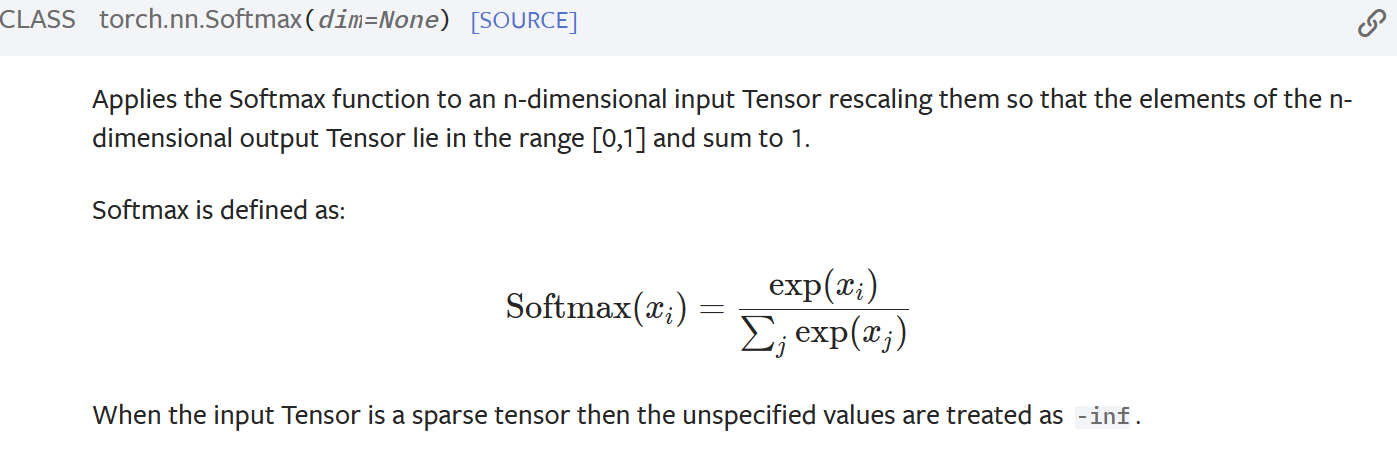 CLASS torch.nn.Softmax(dim=None) [SOURCE]
Applies the Softmax function to an n-dimensional input Tensor rescaling them so that the elements of the n-
dimensional output Tensor lie in the range [0,1] and sum to 1.
Softmax is defined as:
Softmax(x_i) = exp(x_i) / ∑_j exp(x_j)
When the input Tensor is a sparse tensor then the unspecified values are treated as -inf.